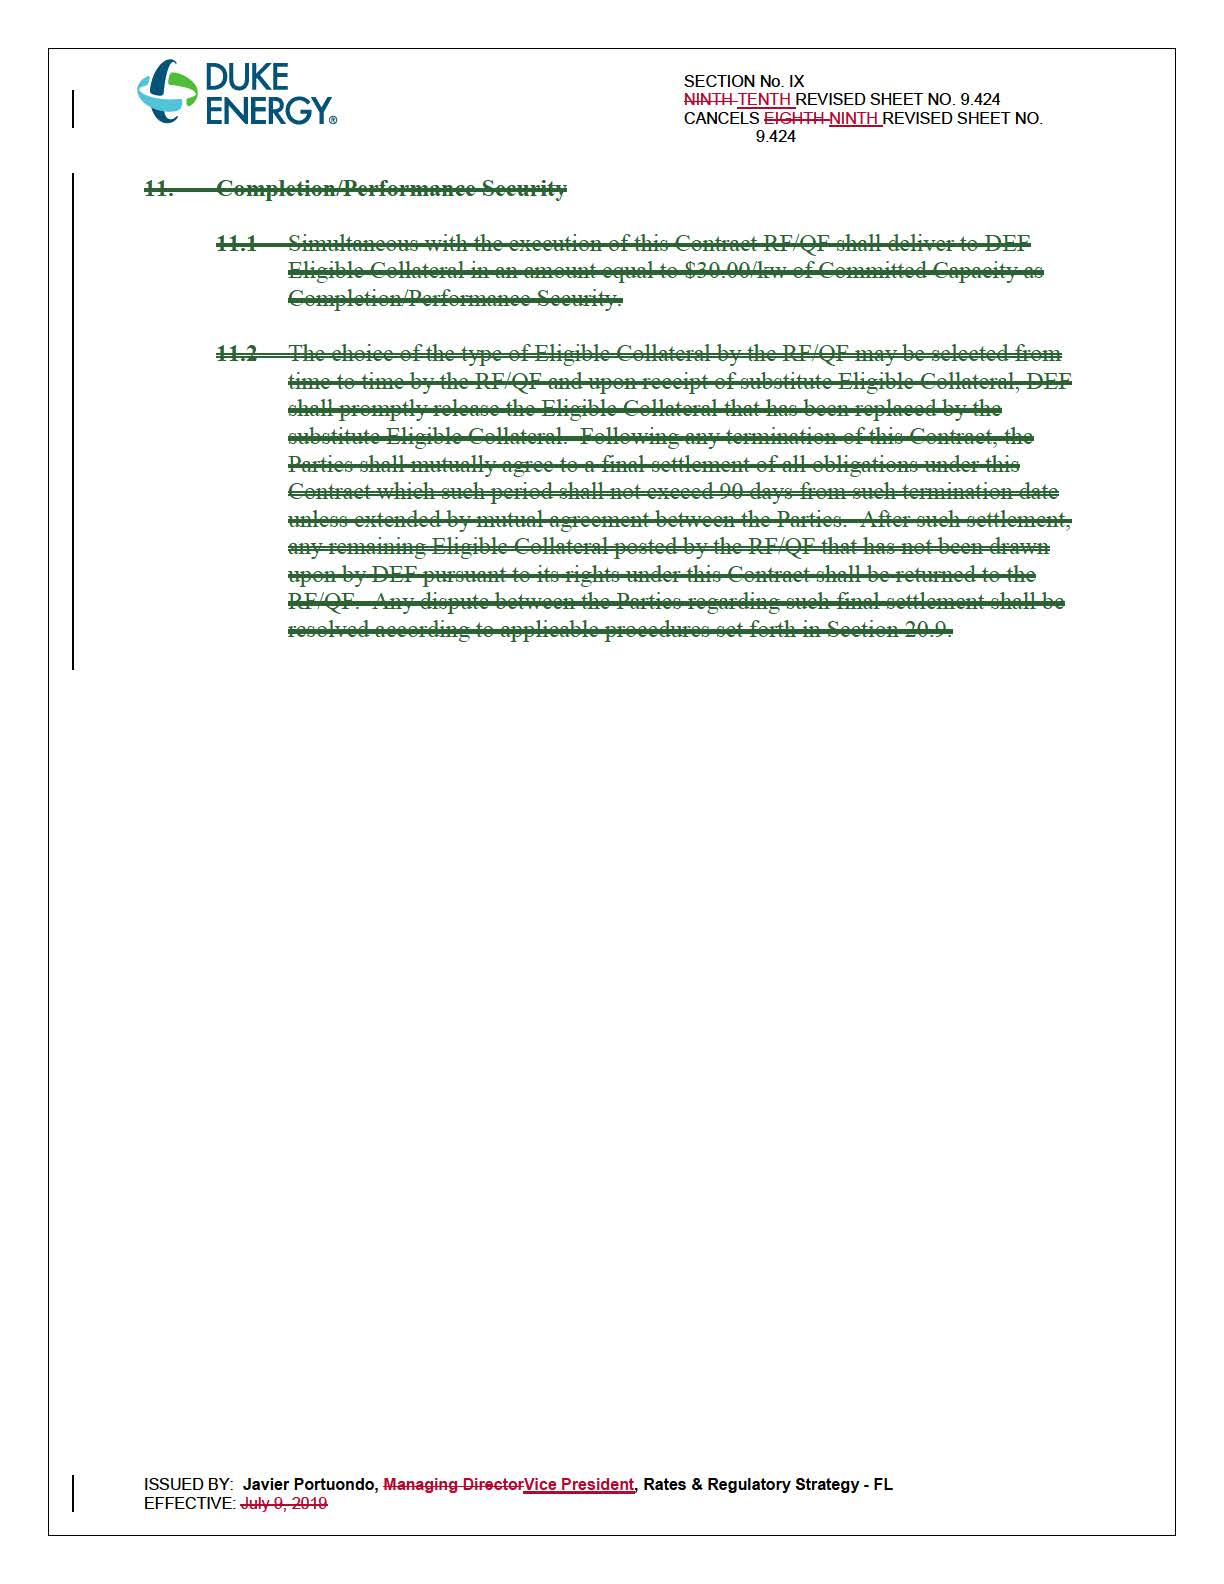 DUKE
ENERGY®
SECTION No. IX
NINTH TENTH REVISED SHEET NO. 9.424
CANCELS EIGHTH NINTH REVISED SHEET NO.
9.424
11. Completion/Performance Security
11.1 Simultaneous with the execution of this Contract RF/QF shall deliver to DEF
Eligible Collateral in an amount equal to $30.00/kw of Committed Capacity as
Completion/Performance Security.
11.2 The choice of the type of Eligible Collateral by the RF/QF may be selected from
time to time by the RF/QF and upon receipt of substitute Eligible Collateral, DEF
shall promptly release the Eligible Collateral that has been replaced by the
substitute Eligible Collateral. Following any termination of this Contract, the
Parties shall mutually agree to a final settlement of all obligations under this
Contract which such period shall not exceed 90 days from such termination date
unless extended by mutual agreement between the Parties. After such settlement,
any remaining Eligible Collateral posted by the RF/QF that has not been drawn
upon by DEF pursuant to its rights under this Contract shall be returned to the
RF/QF. Any dispute between the Parties regarding such final settlement shall be
resolved according to applicable procedures set forth in Section 20.9.
ISSUED BY: Javier Portuondo, Managing DirectorVice President, Rates & Regulatory Strategy - FL
EFFECTIVE: July 9, 2019